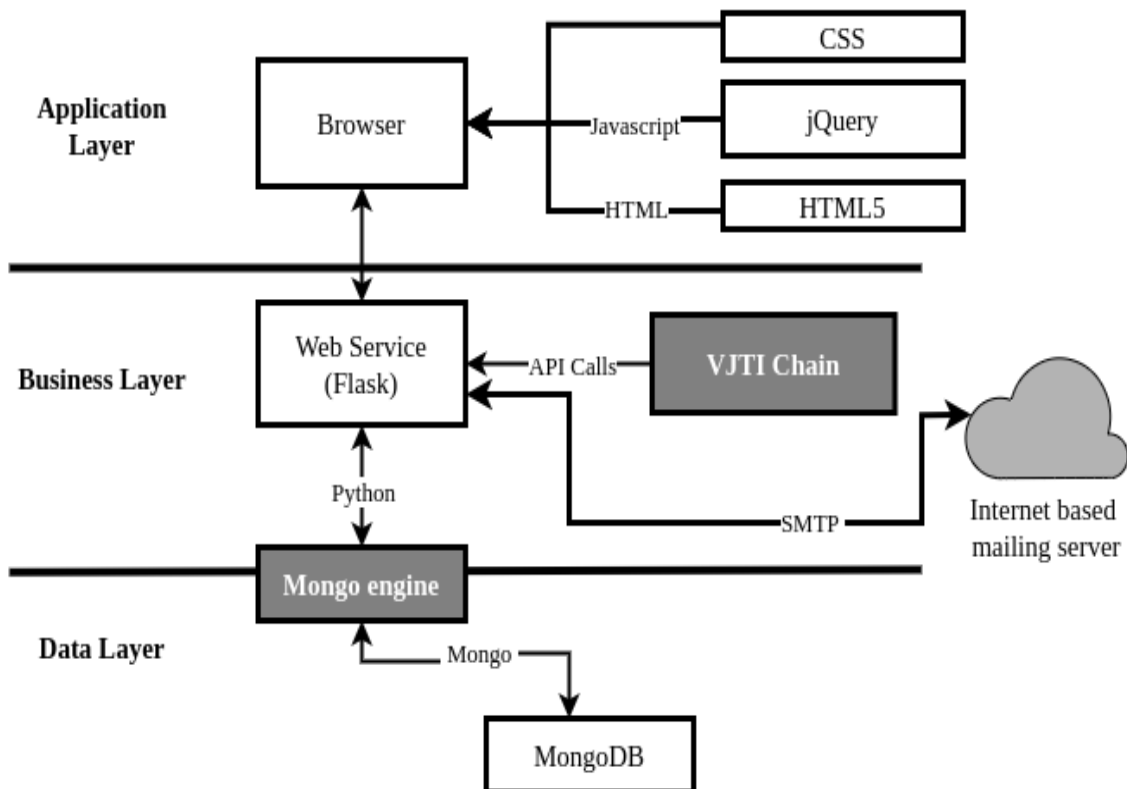 CSS
Application
Layer
Browser
Javascript
jQuery
HTML
HTML5
Business Layer
Web Service
(Flask)
API Calls
VJTI Chain
Python
SMTP
Internet based
mailing server
Mongo engine
Data Layer
Mongo
MongoDB